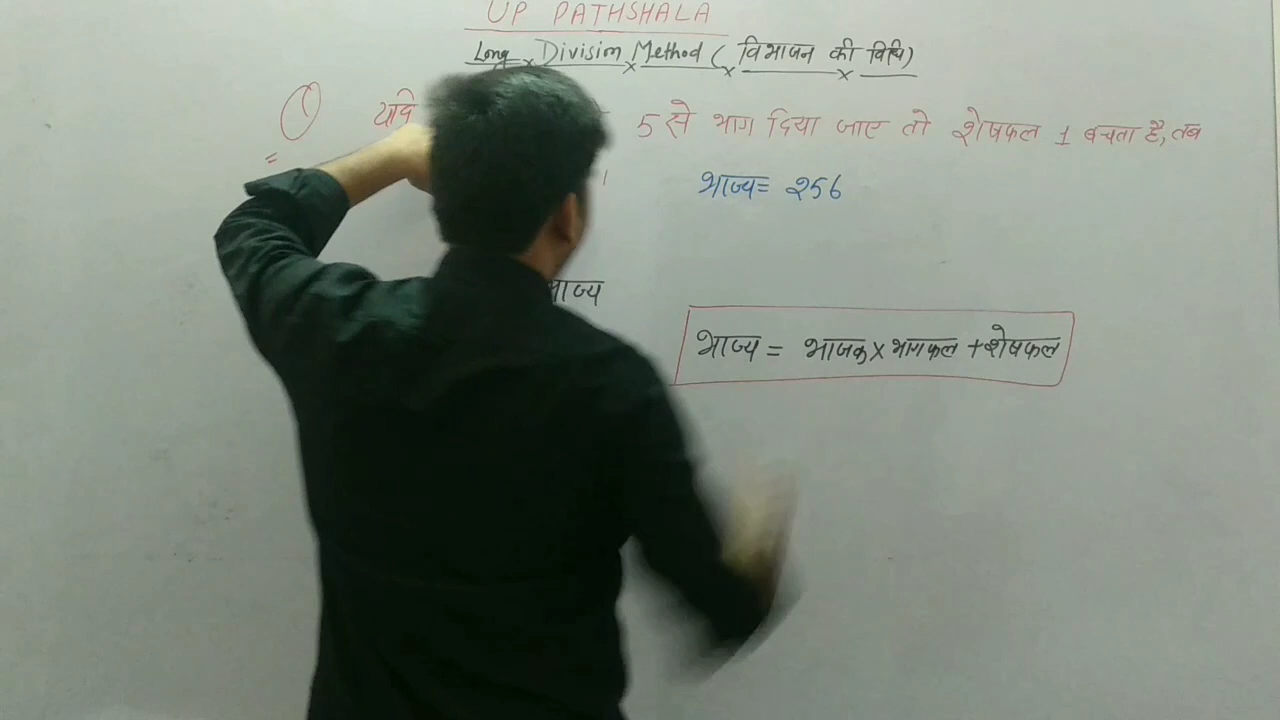 UP PATHSHALA
Long Division Method (विभाजन की विधि)
यदि 5 से भाग दिया जाए तो शेषफल 1 बचता है, तब
भाज्य = 256
भाज्य = भाजक × भागफल + शेषफल